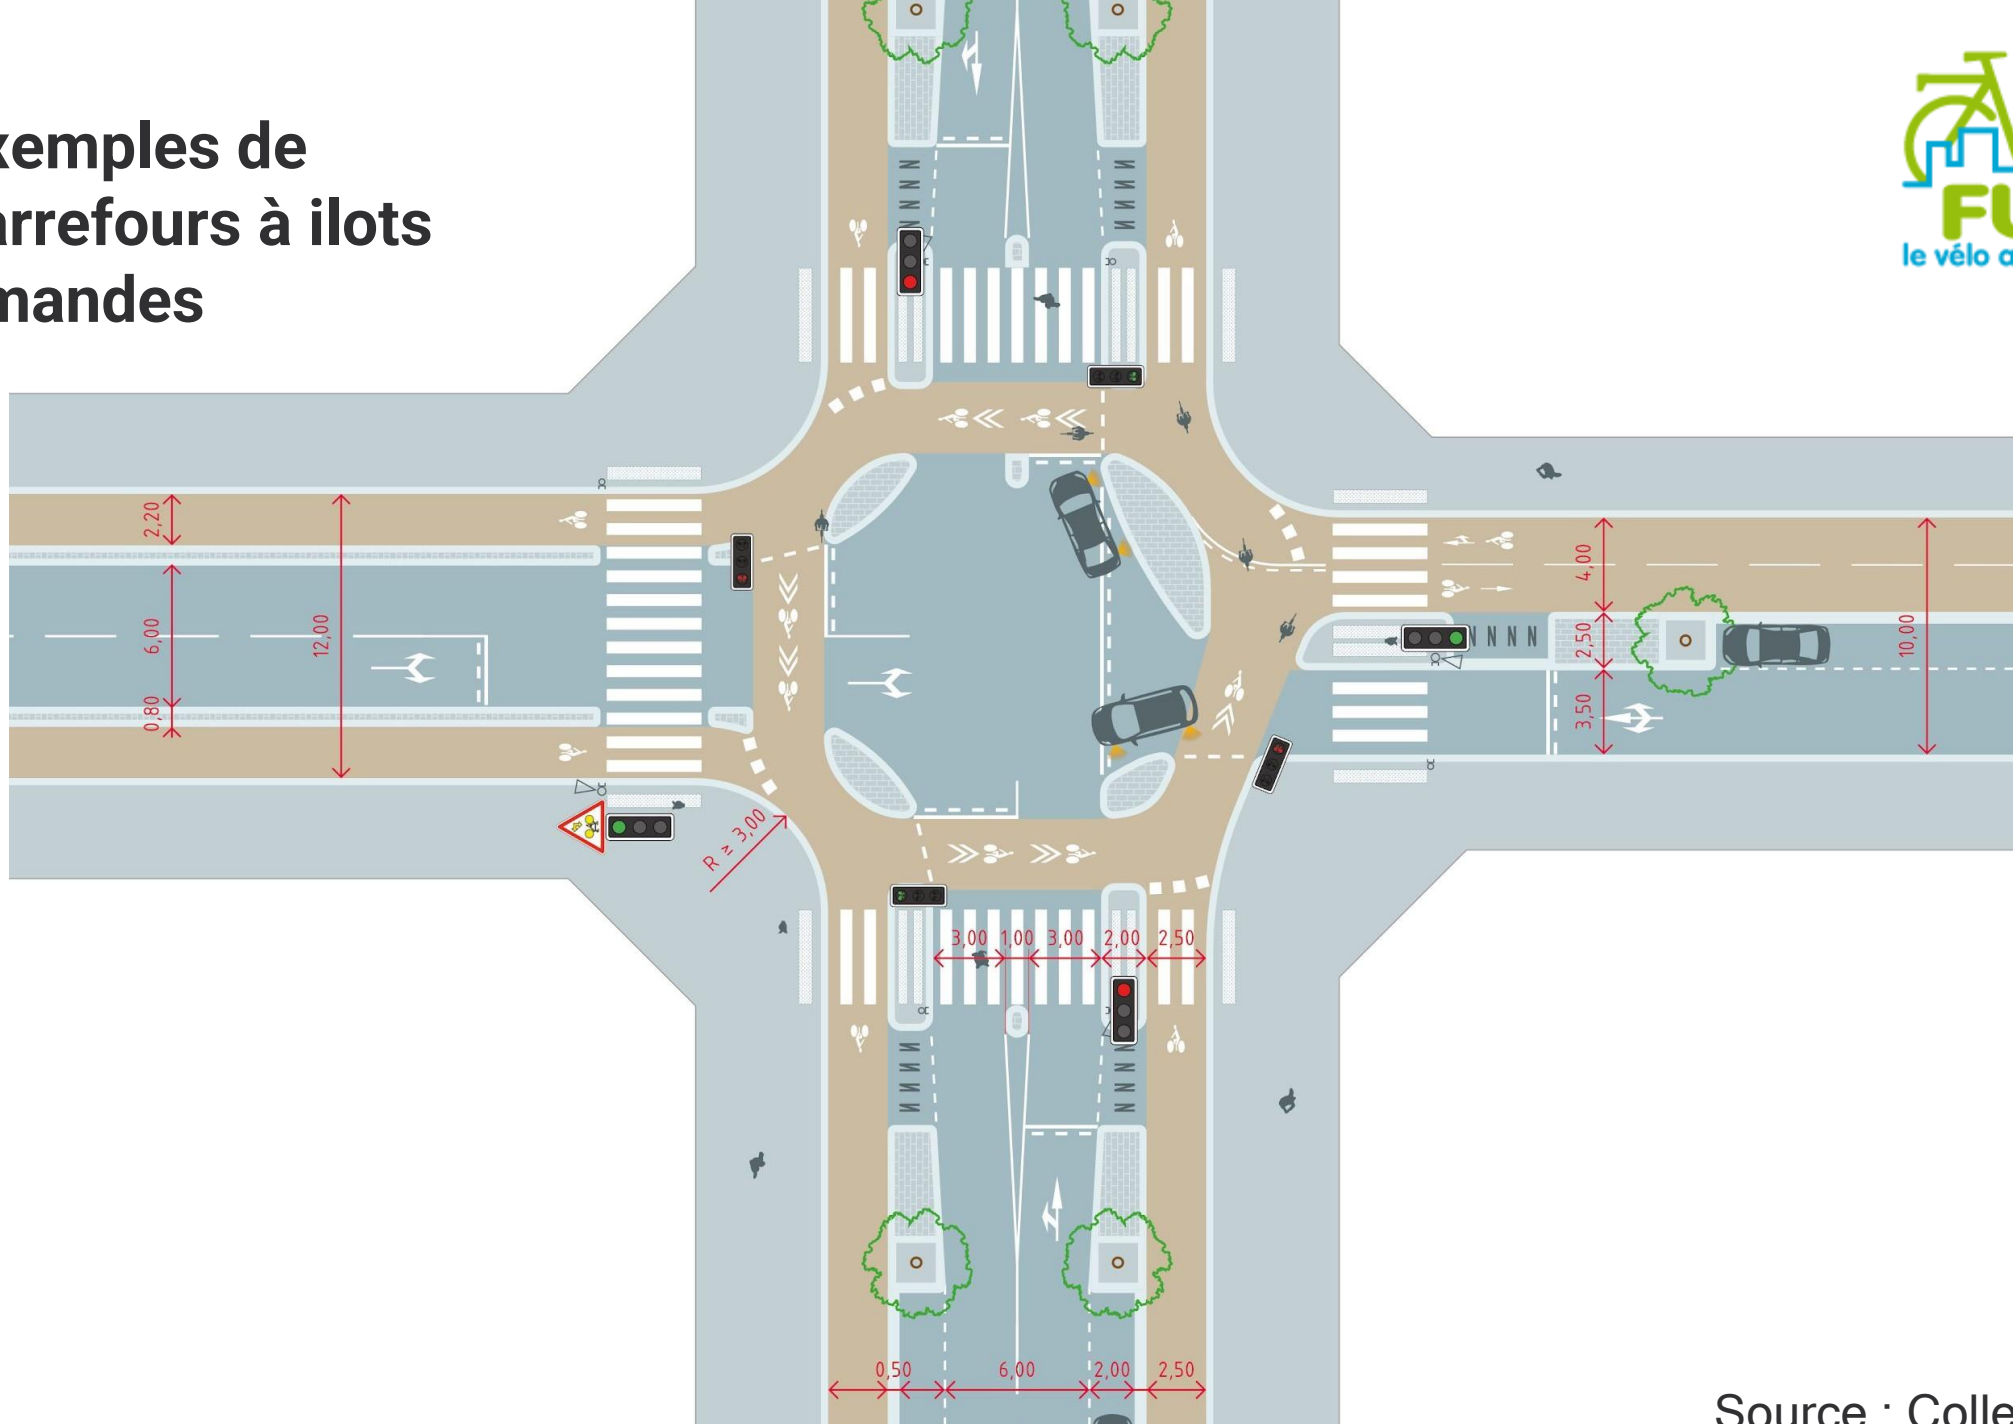 xemples de
arrefours à ilots
mandes
FU
le vélo a
2,20
6,00
0,80
12,00
4,00
2,50
3,50
10,00
R ≥ 3,00
3,00 1,00 3,00 2,00 2,50
0,50 6,00 2,00 2,50
Source : Colle